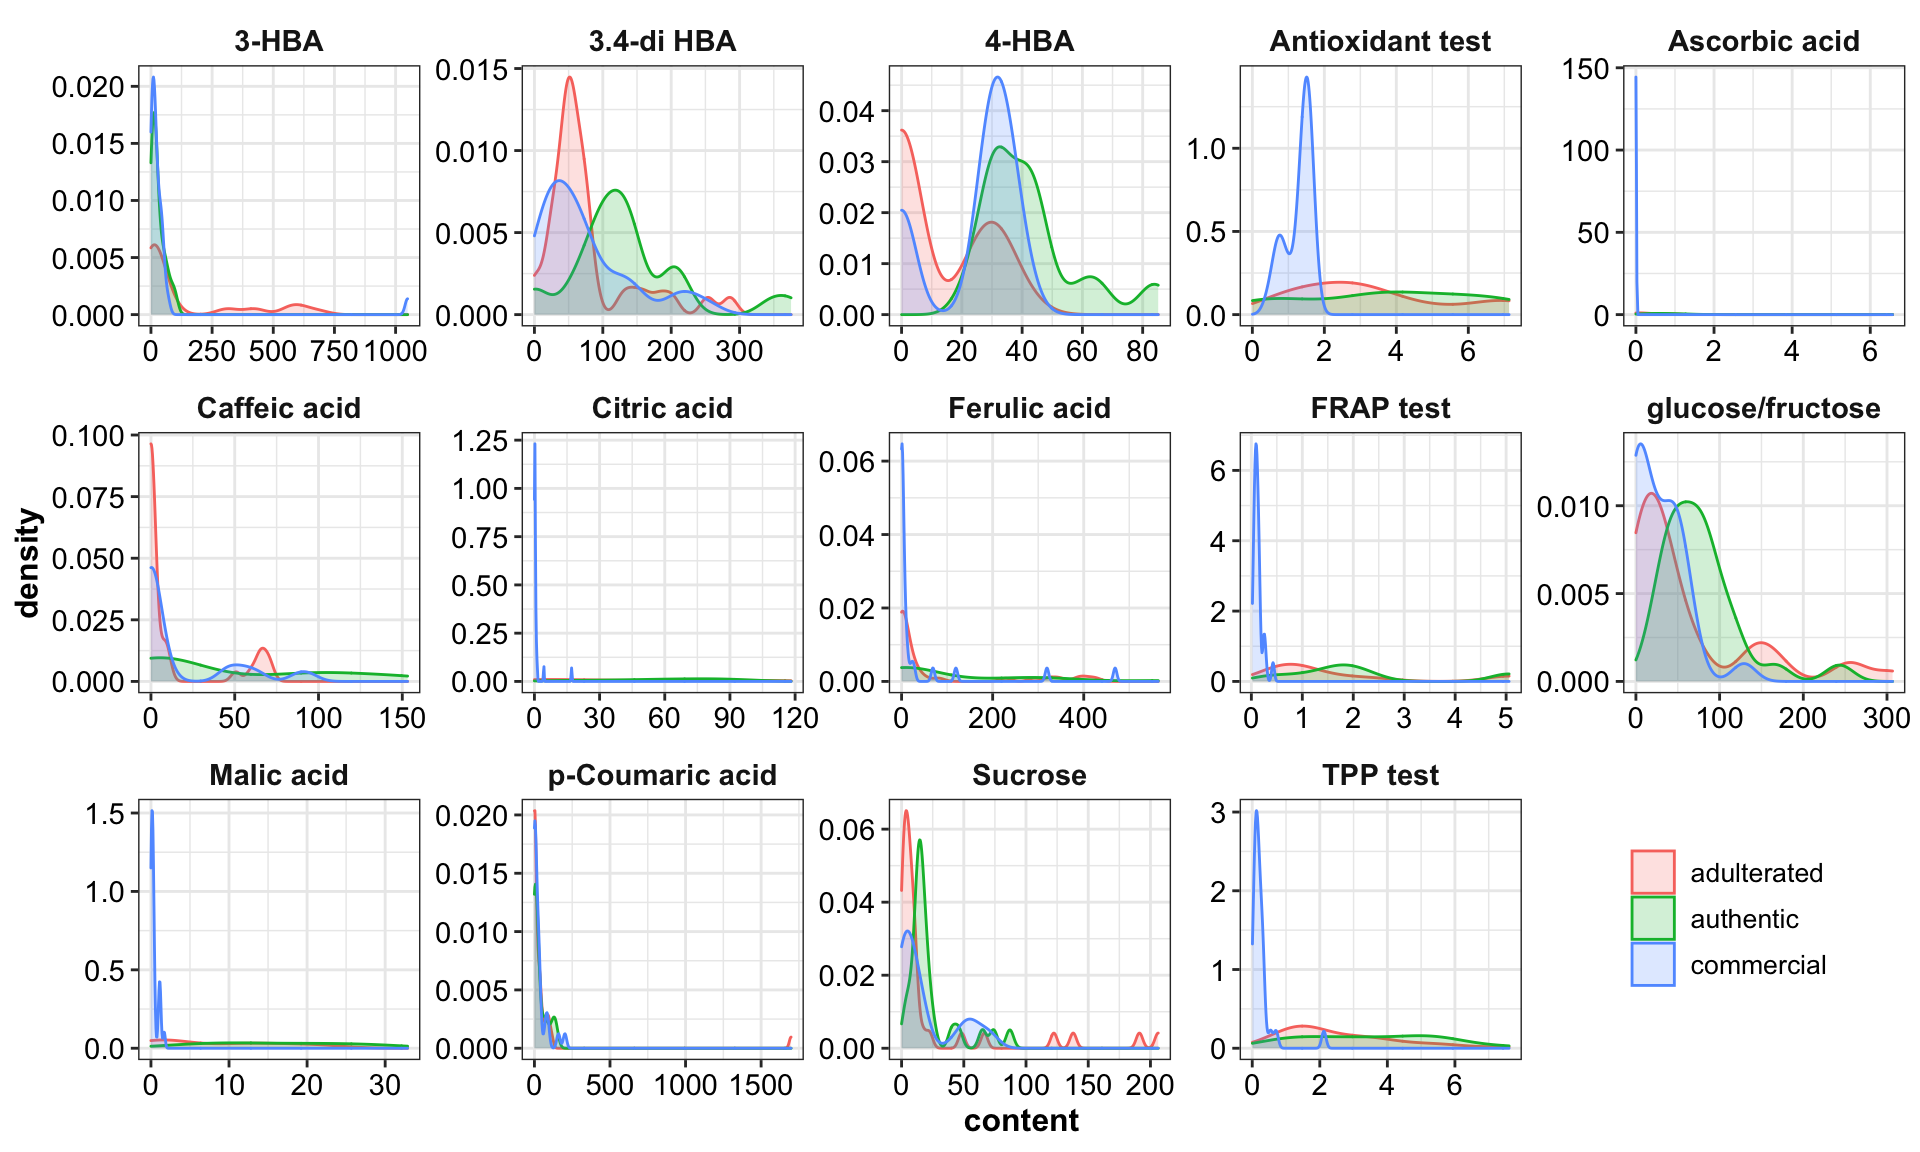 3-HBA
0.020
0.015
0.010
0.005
0.000
0 250 500 750 1000
3.4-di HBA
0.015
0.010
0.005
0.000
0 100 200 300
4-HBA
0.04
0.03
0.02
0.01
0.00
0 20 40 60 80
Antioxidant test
1.0
0.5
0.0
0 2 4 6
Ascorbic acid
150
100
50
0
0 2 4 6
density
Caffeic acid
0.100
0.075
0.050
0.025
0.000
0 50 100 150
Citric acid
1.25
1.00
0.75
0.50
0.25
0.00
0 30 60 90 120
Ferulic acid
0.06
0.04
0.02
0.00
0 200 400
FRAP test
6
4
2
0
0 1 2 3 4 5
glucose/fructose
0.010
0.005
0.000
0 100 200 300
Malic acid
1.5
1.0
0.5
0.0
0 10 20 30
p-Coumaric acid
0.020
0.015
0.010
0.005
0.000
0 500 1000 1500
Sucrose
0.06
0.04
0.02
0.00
0 50 100 150 200
TPP test
3
2
1
0
0 2 4 6
adulterated
authentic
commercial
content